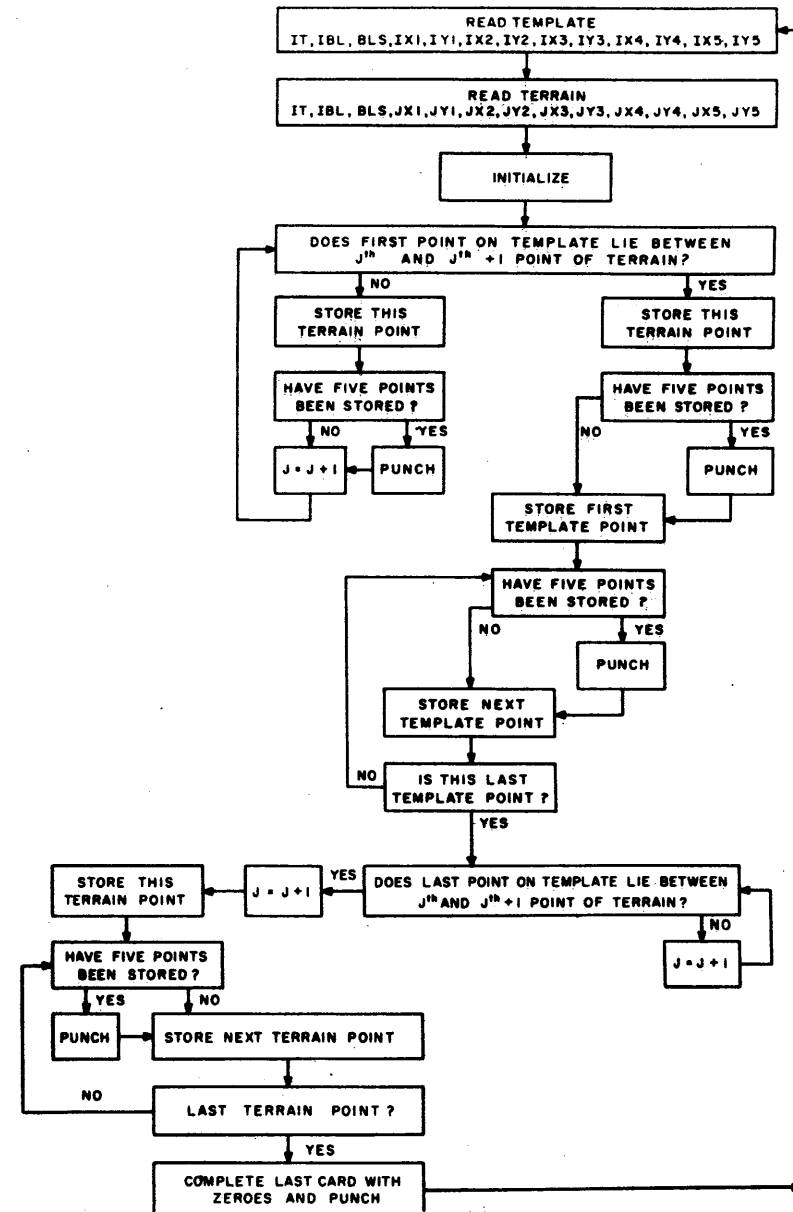 READ TEMPLATE
IT, IBL, BLS, IX1, IY1, IX2, IY2, IX3, IY3, IX4, IY4, IX5, IY5
READ TERRAIN
IT, IBL, BLS, JX1, JY1, JX2, JY2, JX3, JY3, JX4, JY4, JX5, JY5
INITIALIZE
DOES FIRST POINT ON TEMPLATE LIE BETWEEN
Jth AND Jth +1 POINT OF TERRAIN?
NO
YES
STORE THIS
TERRAIN POINT
STORE THIS
TERRAIN POINT
HAVE FIVE POINTS
BEEN STORED?
HAVE FIVE POINTS
BEEN STORED?
NO
YES
NO
YES
J = J + 1
PUNCH
PUNCH
STORE FIRST
TEMPLATE POINT
HAVE FIVE POINTS
BEEN STORED?
NO
YES
PUNCH
STORE NEXT
TEMPLATE POINT
NO
IS THIS LAST
TEMPLATE POINT?
YES
DOES LAST POINT ON TEMPLATE LIE BETWEEN
Jth AND Jth +1 POINT OF TERRAIN?
YES
J = J + 1
STORE THIS
TERRAIN POINT
NO
J = J + 1
HAVE FIVE POINTS
BEEN STORED?
YES
NO
PUNCH
STORE NEXT TERRAIN POINT
NO
LAST TERRAIN POINT?
YES
COMPLETE LAST CARD WITH
ZEROES AND PUNCH